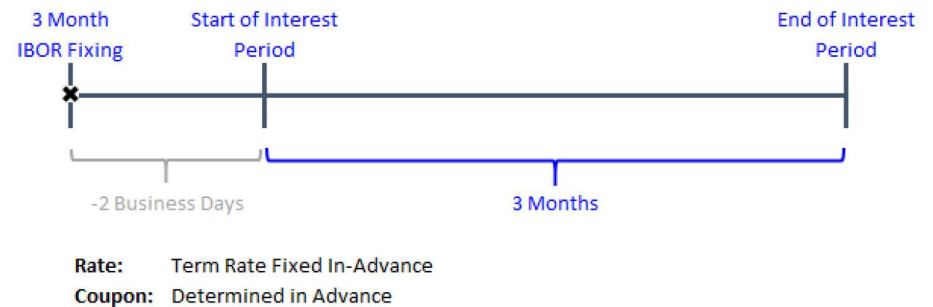 3 Month
IBOR Fixing
Start of Interest
Period
End of Interest
Period
-2 Business Days
3 Months
Rate: Term Rate Fixed In-Advance
Coupon: Determined in Advance